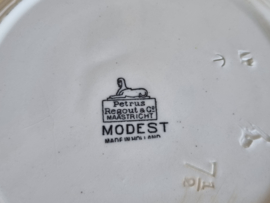 Petrus
Regout & Co
MAASTRICHT
MODEST
MADE IN HOLLAND